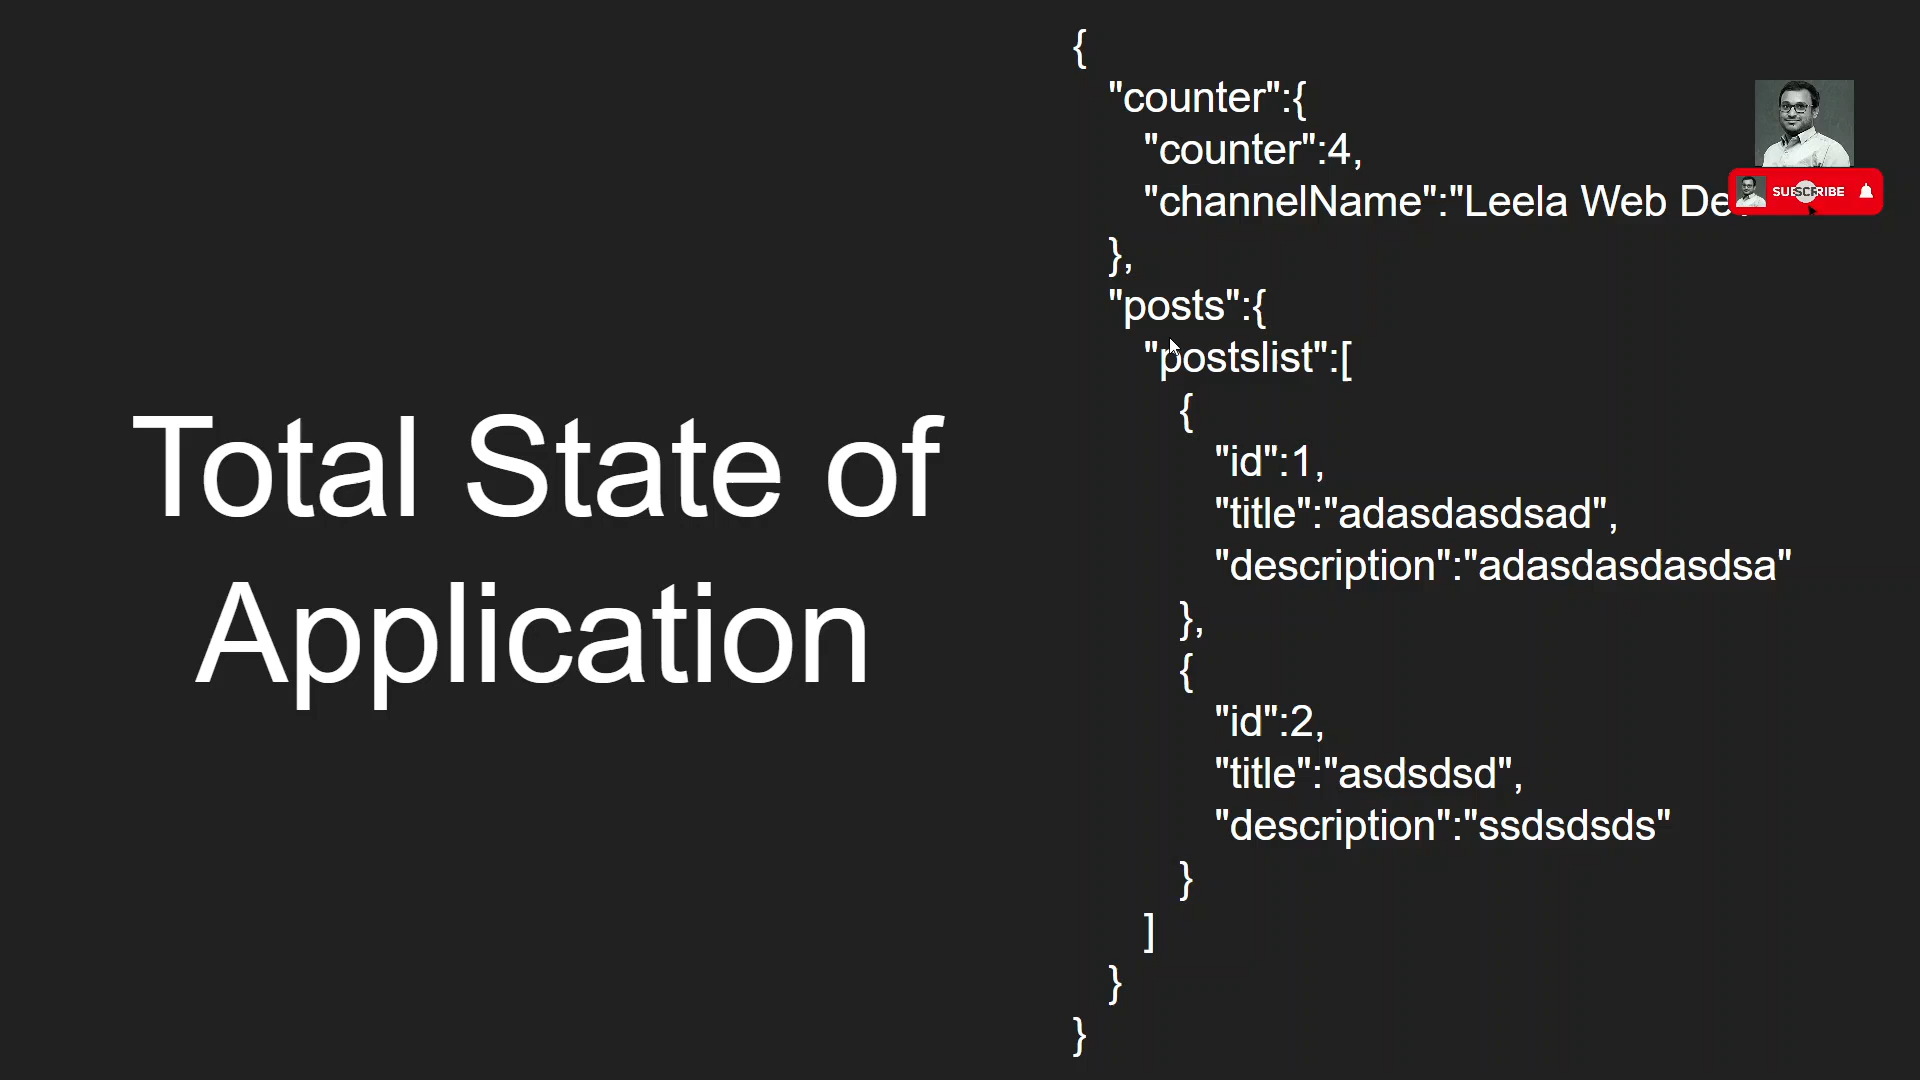 Total State of
Application
{
"counter":{
"counter":4,
"channelName":"Leela Web
},
"posts":{
"postslist":[
{
"id":1,
"title":"adasdasdsad",
"description":"adasdasdasdsa"
},
{
"id":2,
"title":"asdsdsd",
"description":"ssdsdsds"
}
]
}
}
SUBSCRIBE